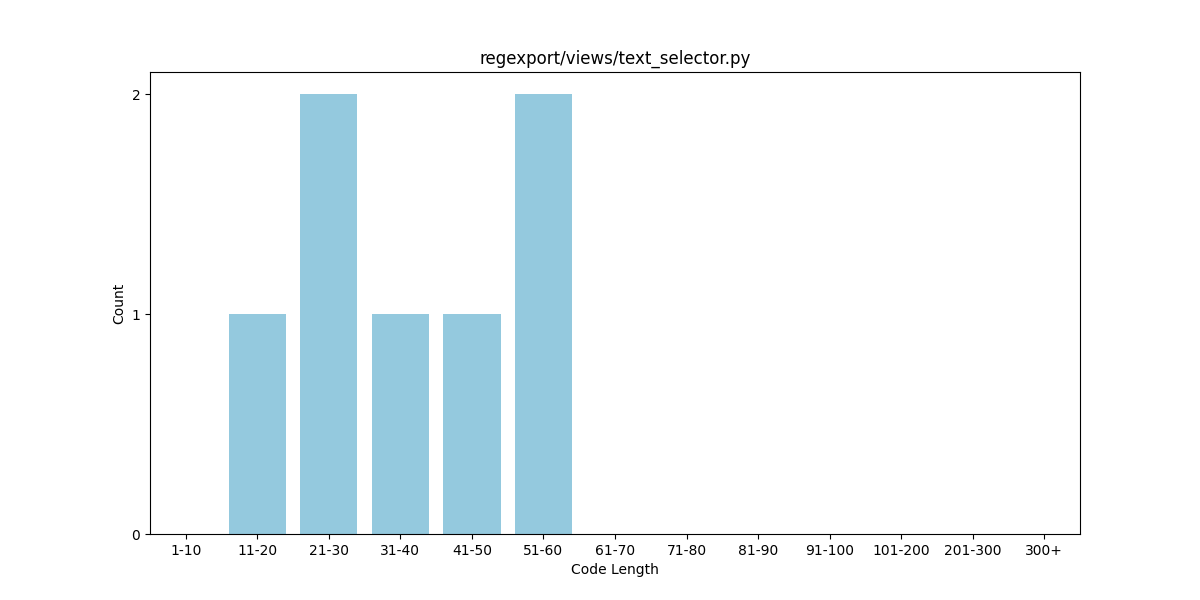 regexport/views/text_selector.py
2
1
0
Count
1-10 11-20 21-30 31-40 41-50 51-60 61-70 71-80 81-90 91-100 101-200 201-300 300+
Code Length